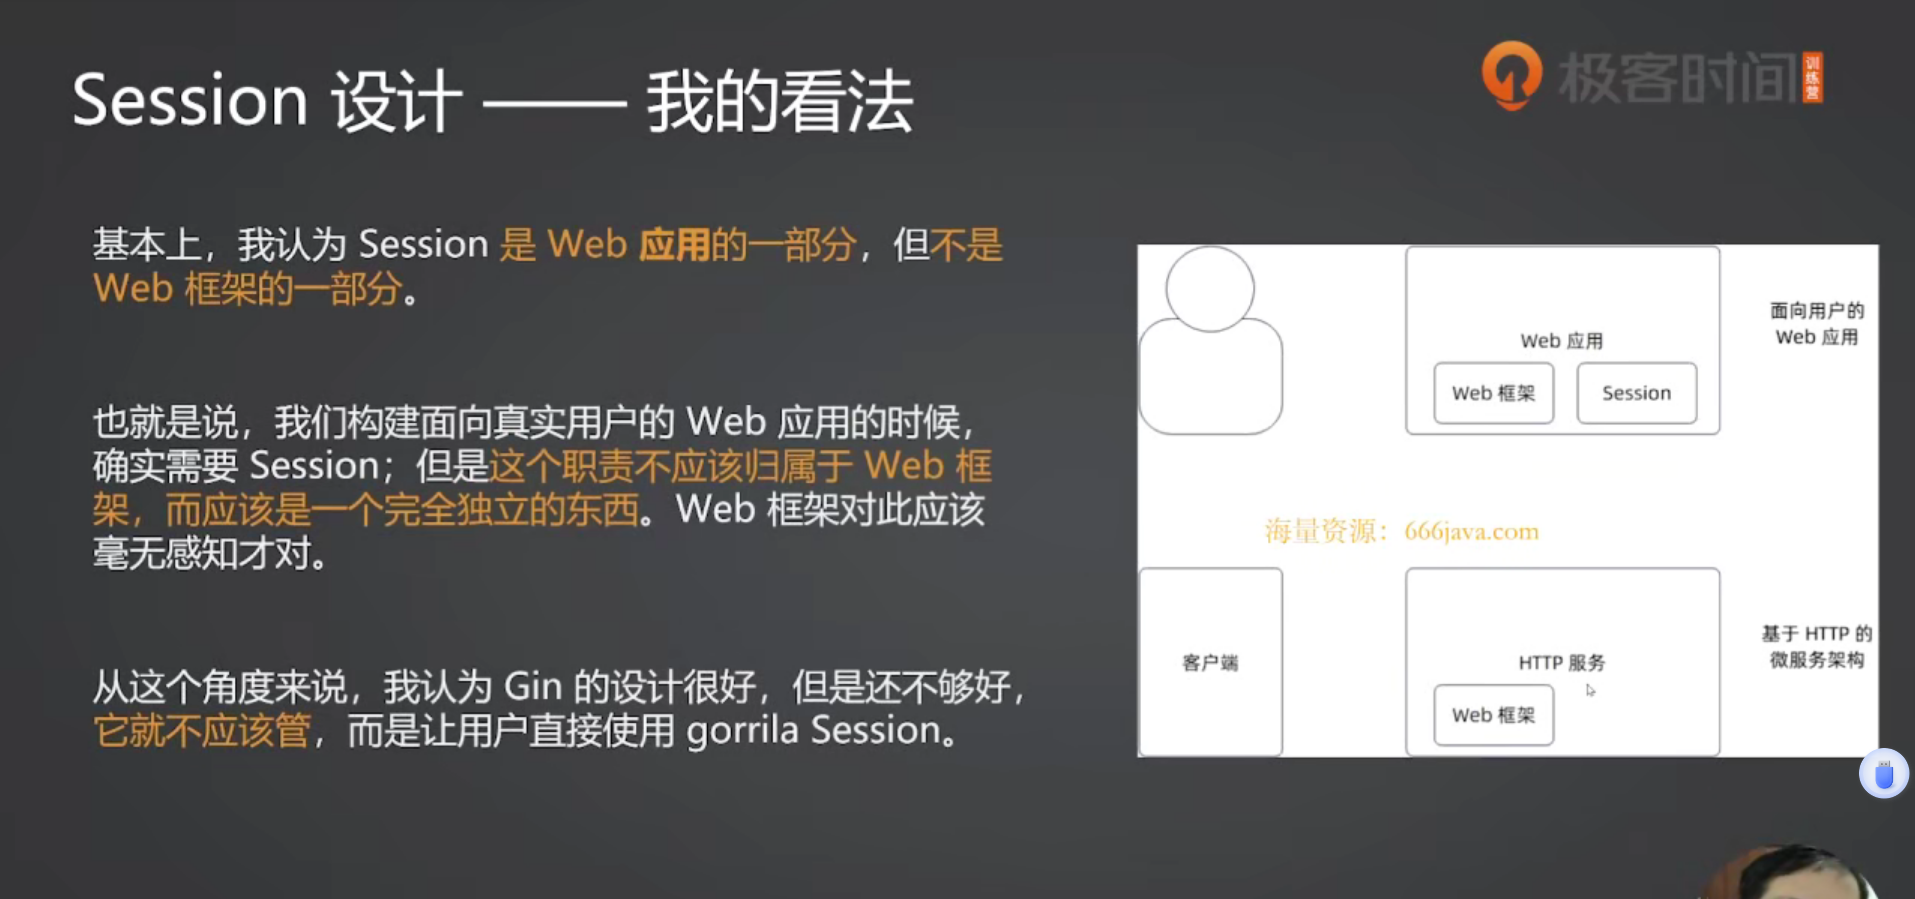 Session 设计 —— 我的看法
极客时间
训练营
基本上，我认为 Session 是 Web 应用的一部分，但不是
Web 框架的一部分。
也就是说，我们构建面向真实用户的 Web 应用的时候，
确实需要 Session；但是这个职责不应该归属于 Web 框
架，而应该是一个完全独立的东西。Web 框架对此应该
毫无感知才对。
从这个角度来说，我认为 Gin 的设计很好，但是还不够好，
它就不应该管，而是让用户直接使用 gorrila Session。
Web 应用
Web 框架
Session
面向用户的
Web 应用
海量资源：666java.com
客户端
HTTP 服务
Web 框架
基于 HTTP 的
微服务架构